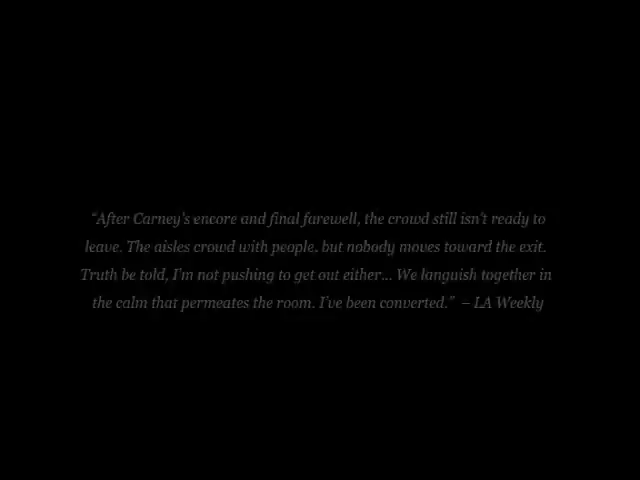 “After Carney’s encore and final farewell, the crowd still isn’t ready to
leave. The aisles crowd with people, but nobody moves toward the exit.
Truth be told, I’m not pushing to get out either... We languish together in
the calm that permeates the room. I’ve been converted.” – LA Weekly